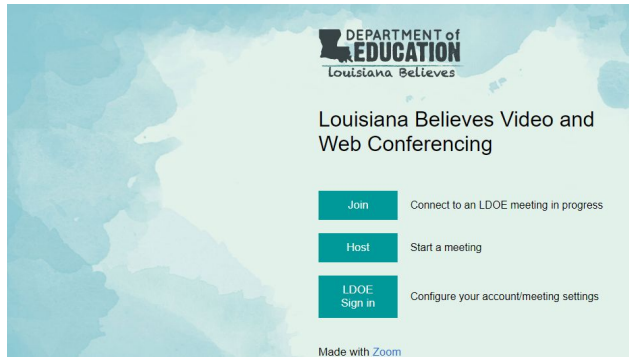 DEPARTMENT of
EDUCATION
Louisiana Believes
Louisiana Believes Video and
Web Conferencing
Join Connect to an LDOE meeting in progress
Host Start a meeting
LDOE
Sign in Configure your account/meeting settings
Made with Zoom